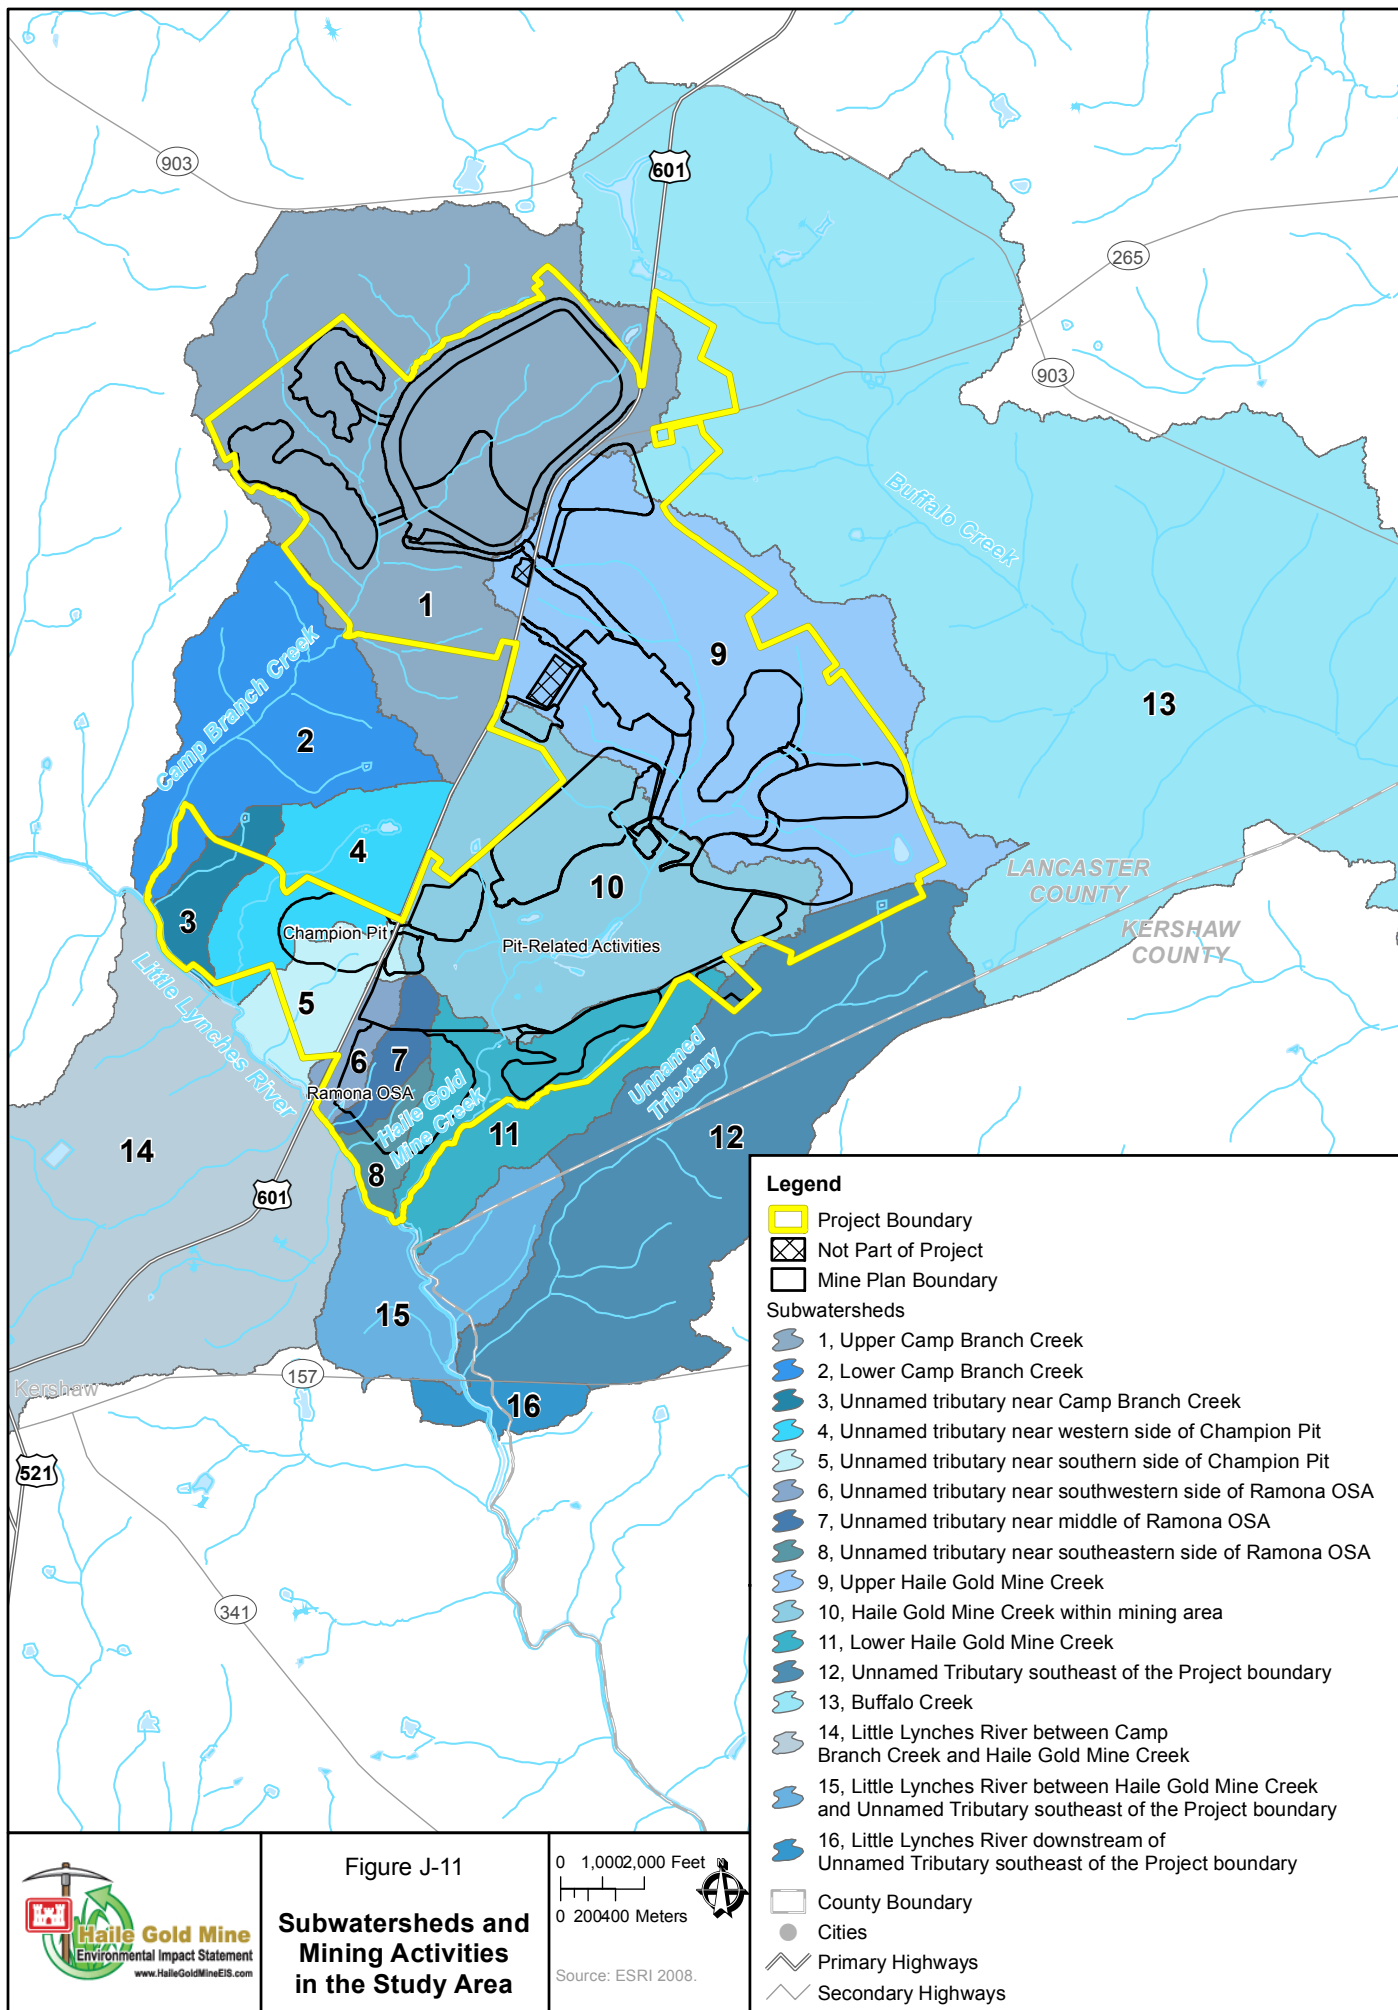 903
601
265
903
Buffalo Creek
1
9
13
Camp Branch Creek
2
4
LANCASTER
COUNTY
10
3
KERSHAW
COUNTY
Champion Pit
Pit-Related Activities
Little Lynches River
5
6
7
Unnamed
Tributary
Ramona OSA
Haile Gold
Mine Creek
11
12
14
8
601
15
157
Kershaw
16
521
341
Legend
Project Boundary
Not Part of Project
Mine Plan Boundary
Subwatersheds
1, Upper Camp Branch Creek
2, Lower Camp Branch Creek
3, Unnamed tributary near Camp Branch Creek
4, Unnamed tributary near western side of Champion Pit
5, Unnamed tributary near southern side of Champion Pit
6, Unnamed tributary near southwestern side of Ramona OSA
7, Unnamed tributary near middle of Ramona OSA
8, Unnamed tributary near southeastern side of Ramona OSA
9, Upper Haile Gold Mine Creek
10, Haile Gold Mine Creek within mining area
11, Lower Haile Gold Mine Creek
12, Unnamed Tributary southeast of the Project boundary
13, Buffalo Creek
14, Little Lynches River between Camp
Branch Creek and Haile Gold Mine Creek
15, Little Lynches River between Haile Gold Mine Creek
and Unnamed Tributary southeast of the Project boundary
16, Little Lynches River downstream of
Unnamed Tributary southeast of the Project boundary
County Boundary
Cities
Primary Highways
Secondary Highways
Haile Gold Mine
Environmental Impact Statement
www.HaileGoldMineEIS.com
Figure J-11
Subwatersheds and
Mining Activities
in the Study Area
0 1,0002,000 Feet
0 200400 Meters
N
Source: ESRI 2008.